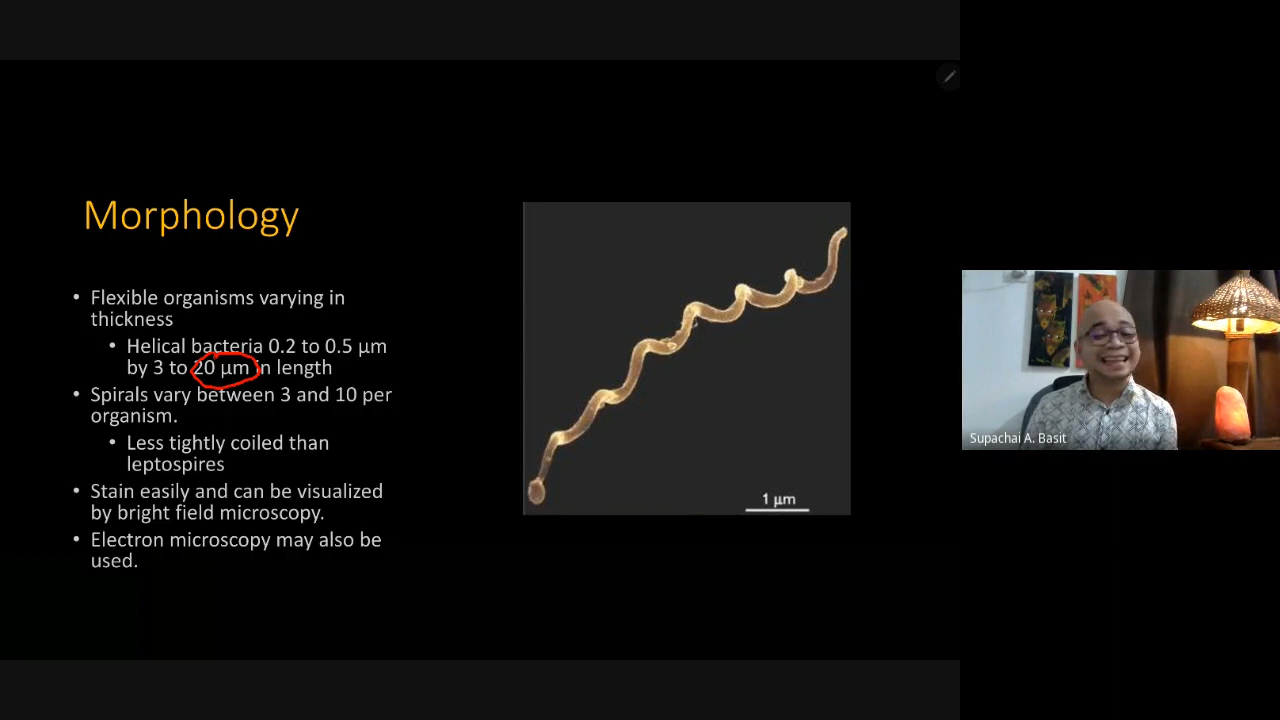 Morphology
• Flexible organisms varying in
thickness
• Helical bacteria 0.2 to 0.5 µm
by 3 to 20 µm in length
• Spirals vary between 3 and 10 per
organism.
• Less tightly coiled than
leptospires
• Stain easily and can be visualized
by bright field microscopy.
• Electron microscopy may also be
used.
1 µm
Supachai A. Basit